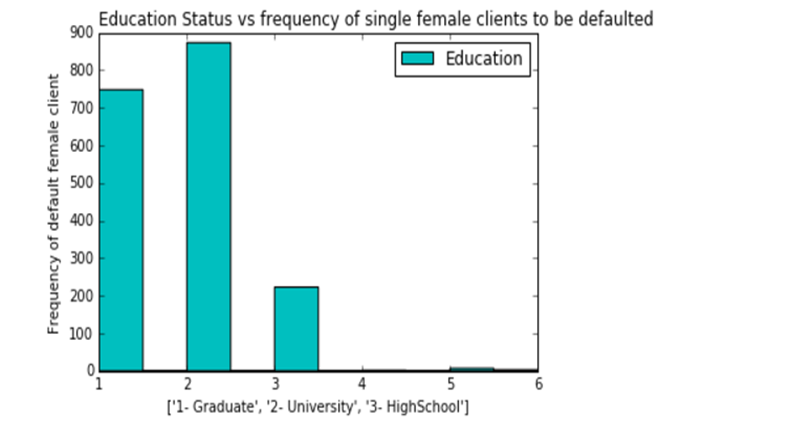 Education Status vs frequency of single female clients to be defaulted
900
Education
800
700
600
500
400
300
200
100
0
Frequency of default female client
1 2 3 4 5 6
['1- Graduate', '2- University', '3- HighSchool']